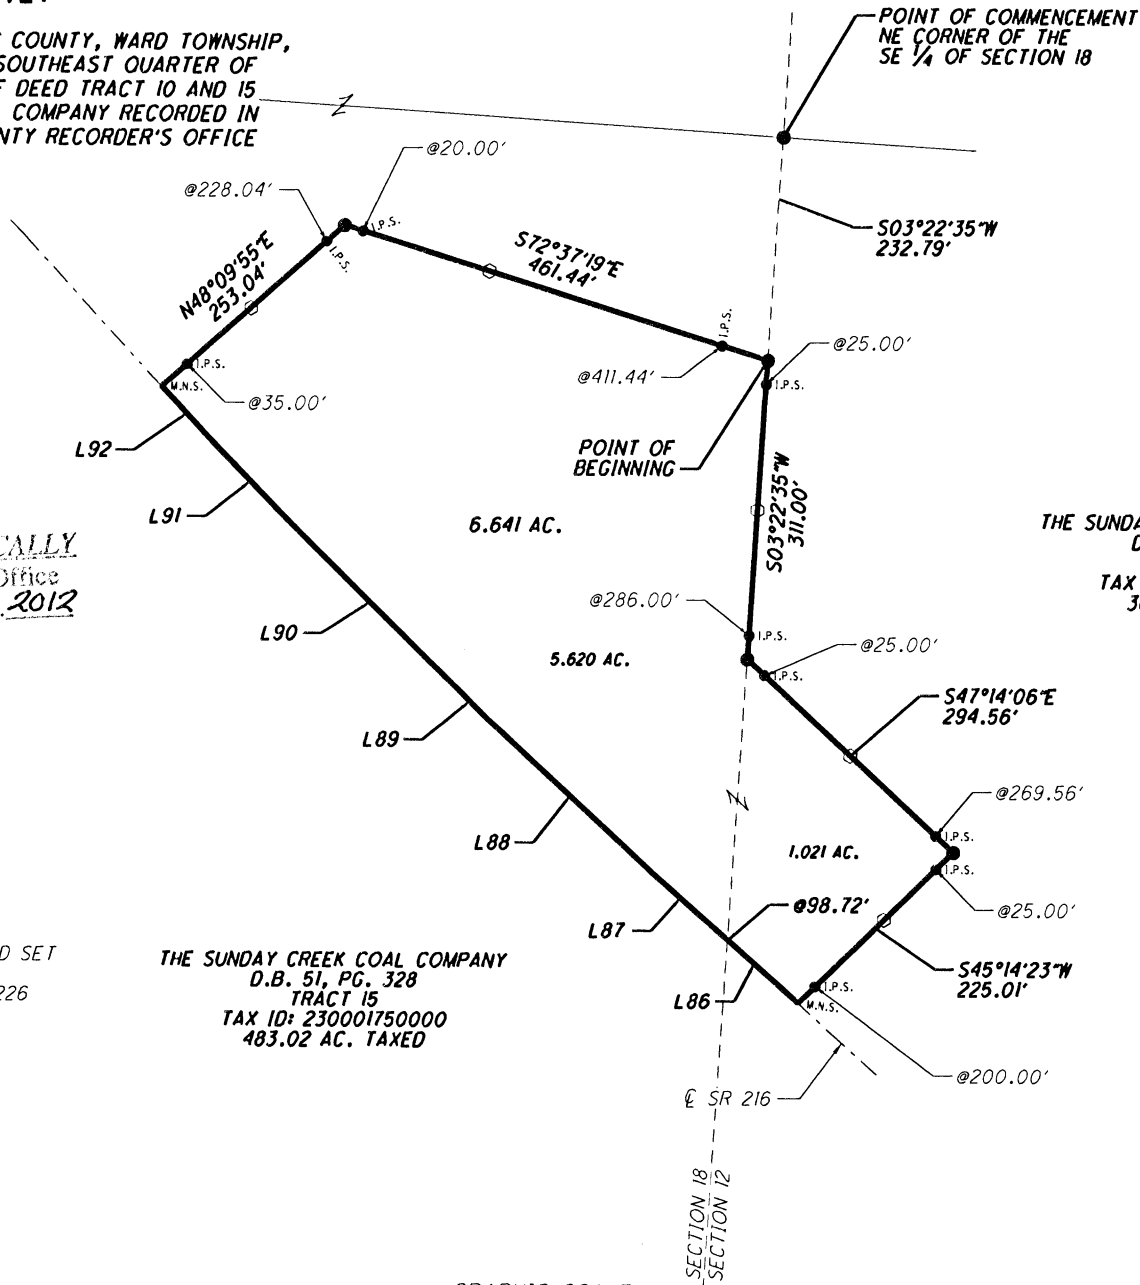 COUNTY, WARD TOWNSHIP,
SOUTHEAST QUARTER OF
DEED TRACT 10 AND 15
COMPANY RECORDED IN
RECORDER'S OFFICE
POINT OF COMMENCEMENT
NE CORNER OF THE
SE 1/4 OF SECTION 18
@20.00'
@228.04'
I.P.S.
I.P.S.
S03°22'35"W
232.79'
S72°37'19"E
461.44'
N48°09'55"E
253.04'
I.P.S.
@25.00'
@411.44'
I.P.S.
I.P.S.
M.N.S.
@35.00'
L92
POINT OF
BEGINNING
S03°22'35"W
311.00'
L91
6.641 AC.
THE
TAX
Office
2012
@286.00'
L90
I.P.S.
@25.00'
5.620 AC.
I.P.S.
S47°14'06"E
294.56'
L89
@269.56'
I.P.S.
L88
1.021 AC.
I.P.S.
@98.72'
@25.00'
L87
SET
226
THE SUNDAY CREEK COAL COMPANY
D.B. 51, PG. 328
TRACT 15
TAX ID: 230001750000
483.02 AC. TAXED
S45°14'23"W
225.01'
L86
I.P.S.
M.N.S.
@200.00'
℄ SR 216
SECTION 18
SECTION 12